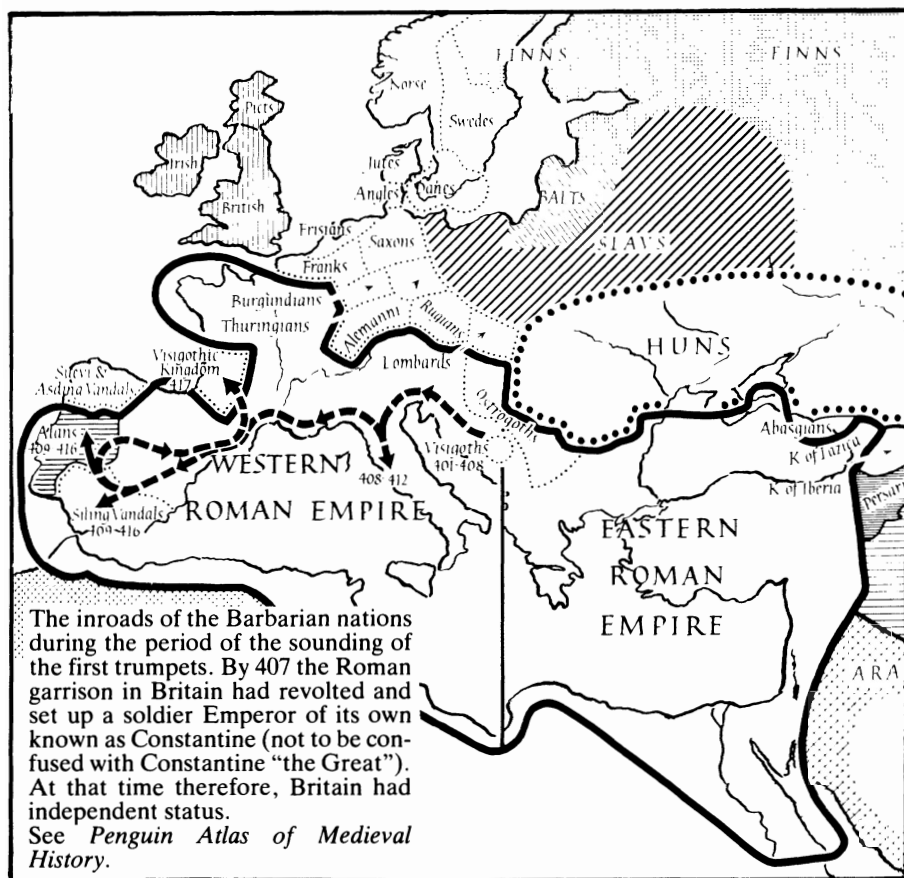 FINNS
FINNS
Norse
Picts
Swedes
Irish
Jutes
Angles
Danes
BALTS
British
Frisians
Saxons
SLAVS
Franks
Burgundians
Thuringians
Alemanni
Rugians
HUNS
Visigothic
Kingdom
417
Lombards
Suevi &
Asding Vandals
Ostrogoths
Alans
409-416
Abasgians
K of Lazica
Visigoths
401-408
408-412
K of Iberia
Persarm
WESTERN
ROMAN EMPIRE
Siling Vandals
409-416
EASTERN
ROMAN
EMPIRE
ARA
The inroads of the Barbarian nations
during the period of the sounding of
the first trumpets. By 407 the Roman
garrison in Britain had revolted and
set up a soldier Emperor of its own
known as Constantine (not to be con-
fused with Constantine “the Great”).
At that time therefore, Britain had
independent status.
See Penguin Atlas of Medieval
History.